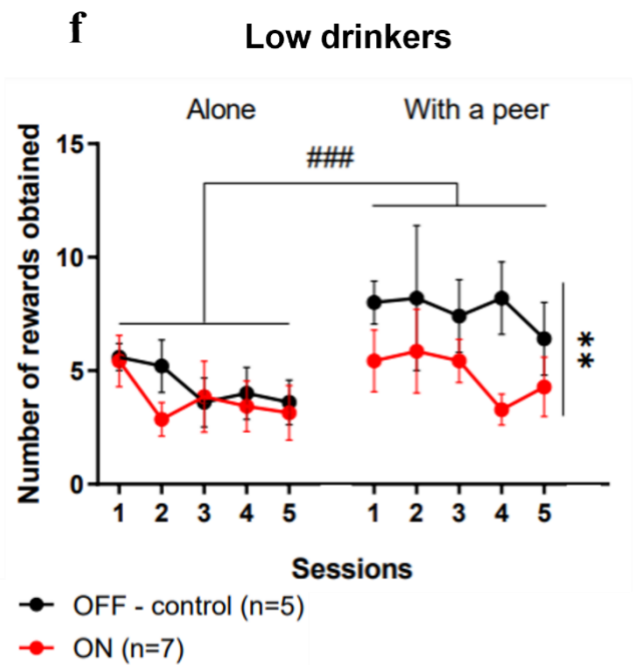 f
Low drinkers
Alone
With a peer
###
Number of rewards obtained
15
10
5
0
**
1 2 3 4 5
1 2 3 4 5
Sessions
OFF - control (n=5)
ON (n=7)